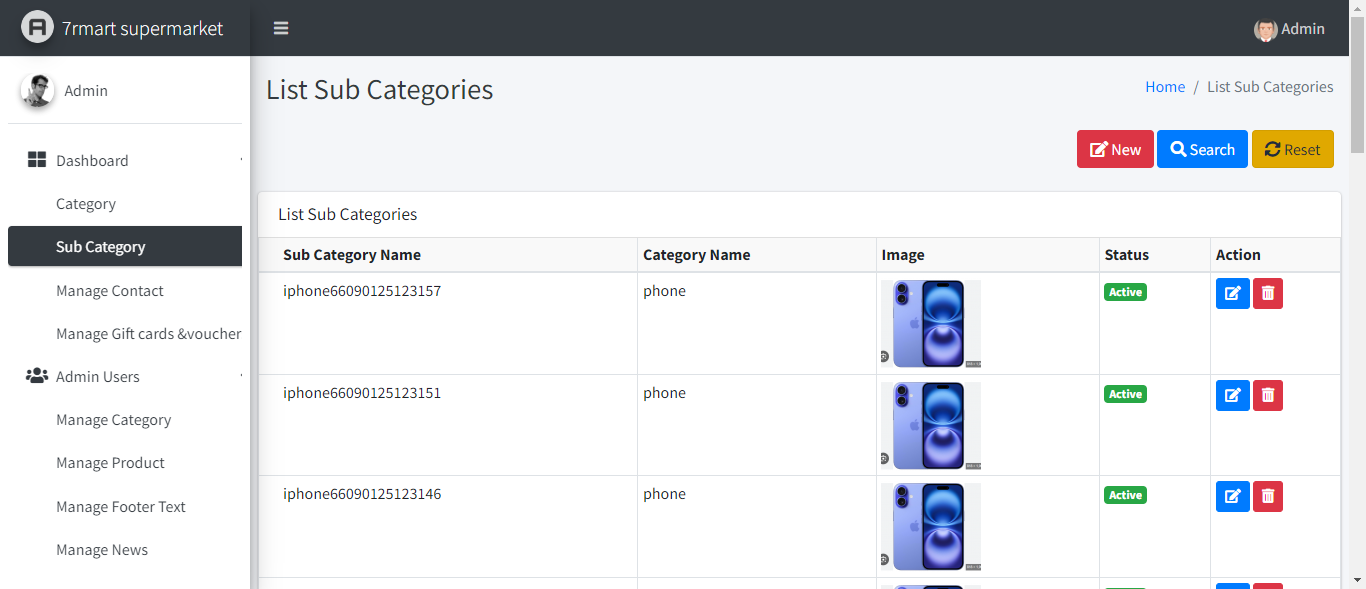 7rmart supermarket
Admin
Admin
List Sub Categories
Home / List Sub Categories
Dashboard
Category
Sub Category
Manage Contact
Manage Gift cards &voucher
Admin Users
Manage Category
Manage Product
Manage Footer Text
Manage News
New Search Reset
List Sub Categories
Sub Category Name Category Name Image Status Action
iphone66090125123157 phone Active
iphone66090125123151 phone Active
iphone66090125123146 phone Active